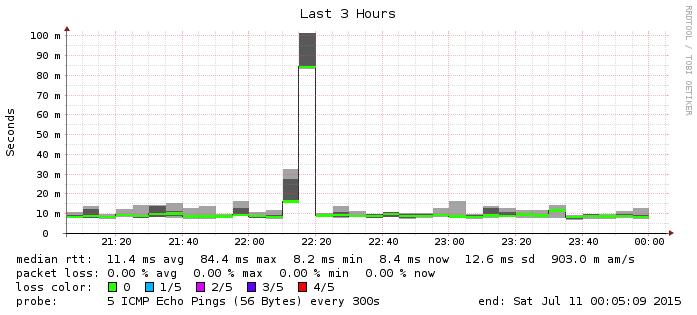 Last 3 Hours
RRDTOOL / TOBI OETIKER
Seconds
100 m
90 m
80 m
70 m
60 m
50 m
40 m
30 m
20 m
10 m
0
21:20 21:40 22:00 22:20 22:40 23:00 23:20 23:40 00:00
median rtt: 11.4 ms avg 84.4 ms max 8.2 ms min 8.4 ms now 12.6 ms sd 903.0 m am/s
packet loss: 0.00 % avg 0.00 % max 0.00 % min 0.00 % now
loss color: 0 1/5 2/5 3/5 4/5
probe: 5 ICMP Echo Pings (56 Bytes) every 300s end: Sat Jul 11 00:05:09 2015